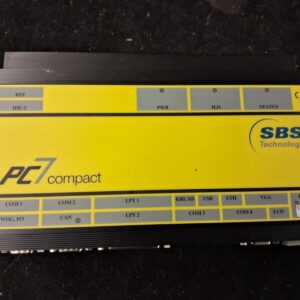 RST
IDE-2
PWR
H.D.
STATUS
SBS
Technolog
PC7 compact
COM 1
COM 2
LPT 1
KBD,MS
USB
ETH
VGA
WDG, I/O
CAN
LPT 2
COM 3
COM 4
LCD